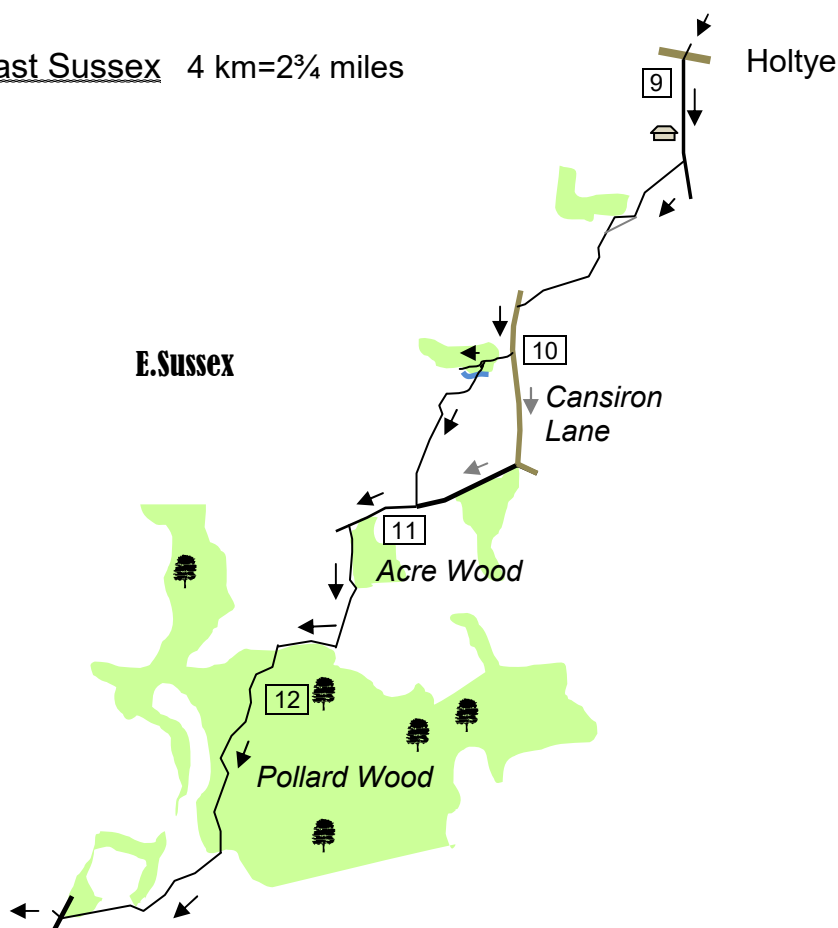 ast Sussex 4 km=2¾ miles
Holtye
9
E.Sussex
10
Cansiron
Lane
11
Acre Wood
12
Pollard Wood